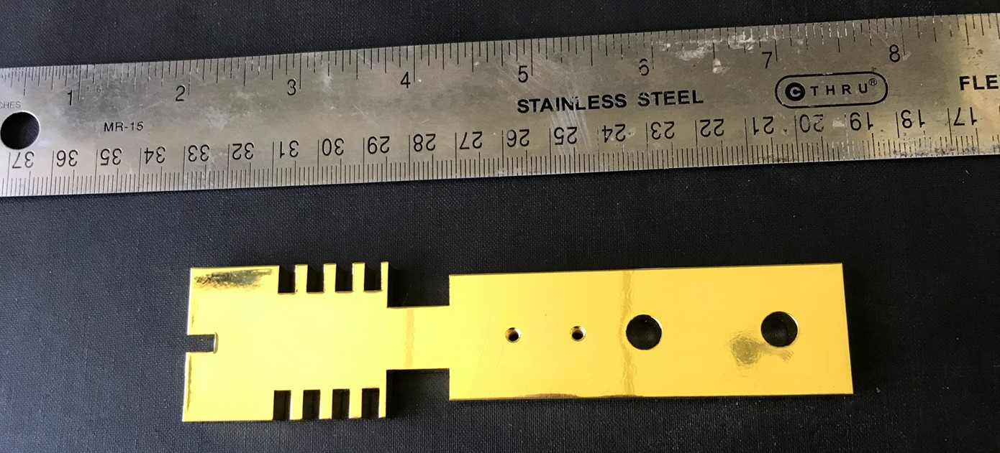 1 2 3 4 5 6 7 8
CHES
STAINLESS STEEL
C THRU® FLE
MR-15
37 36 35 34 33 32 31 30 29 28 27 26 25 24 23 22 21 20 19 18 17